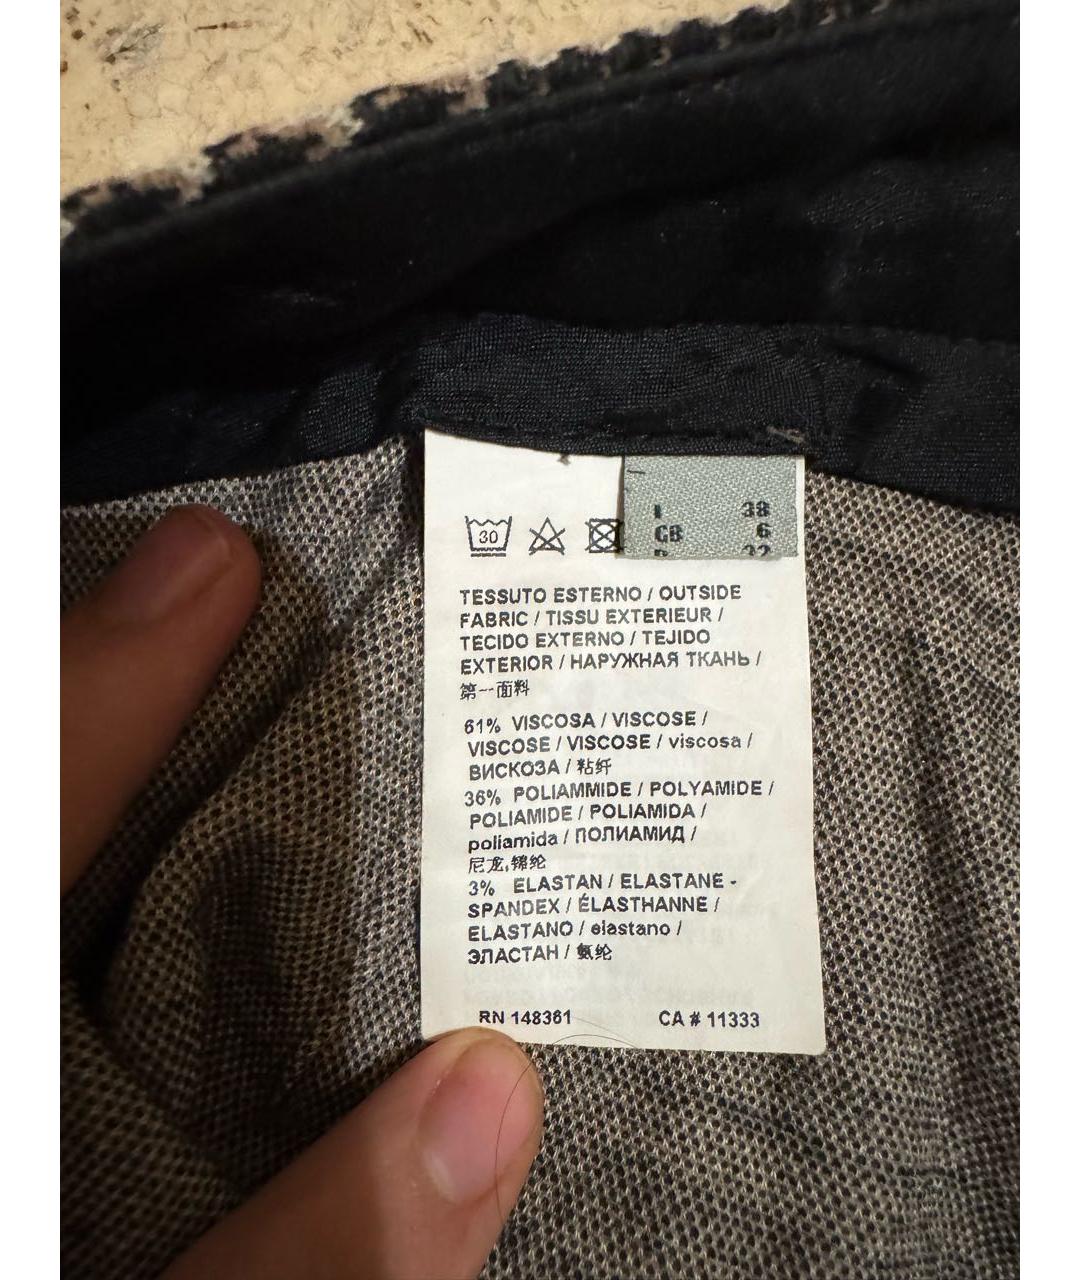 30
I 38
GB 6
D 32
TESSUTO ESTERNO / OUTSIDE
FABRIC / TISSU EXTERIEUR /
TECIDO EXTERNO / TEJIDO
EXTERIOR / НАРУЖНАЯ ТКАНЬ /
第一面料
61% VISCOSA / VISCOSE /
VISCOSE / VISCOSE / viscosa /
ВИСКОЗА / 粘纤
36% POLIAMMIDE / POLYAMIDE /
POLIAMIDE / POLIAMIDA /
poliamida / ПОЛИАМИД /
尼龙,锦纶
3% ELASTAN / ELASTANE -
SPANDEX / ÉLASTHANNE /
ELASTANO / elastano /
ЭЛАСТАН / 氨纶
RN 148361 CA # 11333